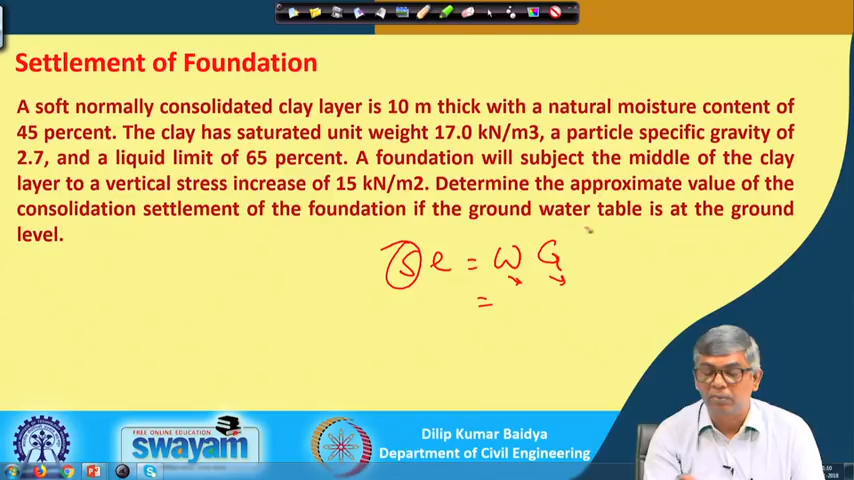 Settlement of Foundation
A soft normally consolidated clay layer is 10 m thick with a natural moisture content of
45 percent. The clay has saturated unit weight 17.0 kN/m3, a particle specific gravity of
2.7, and a liquid limit of 65 percent. A foundation will subject the middle of the clay
layer to a vertical stress increase of 15 kN/m2. Determine the approximate value of the
consolidation settlement of the foundation if the ground water table is at the ground
level.
S e = w G
=
FREE ONLINE EDUCATION
swayam
Dilip Kumar Baidya
Department of Civil Engineering